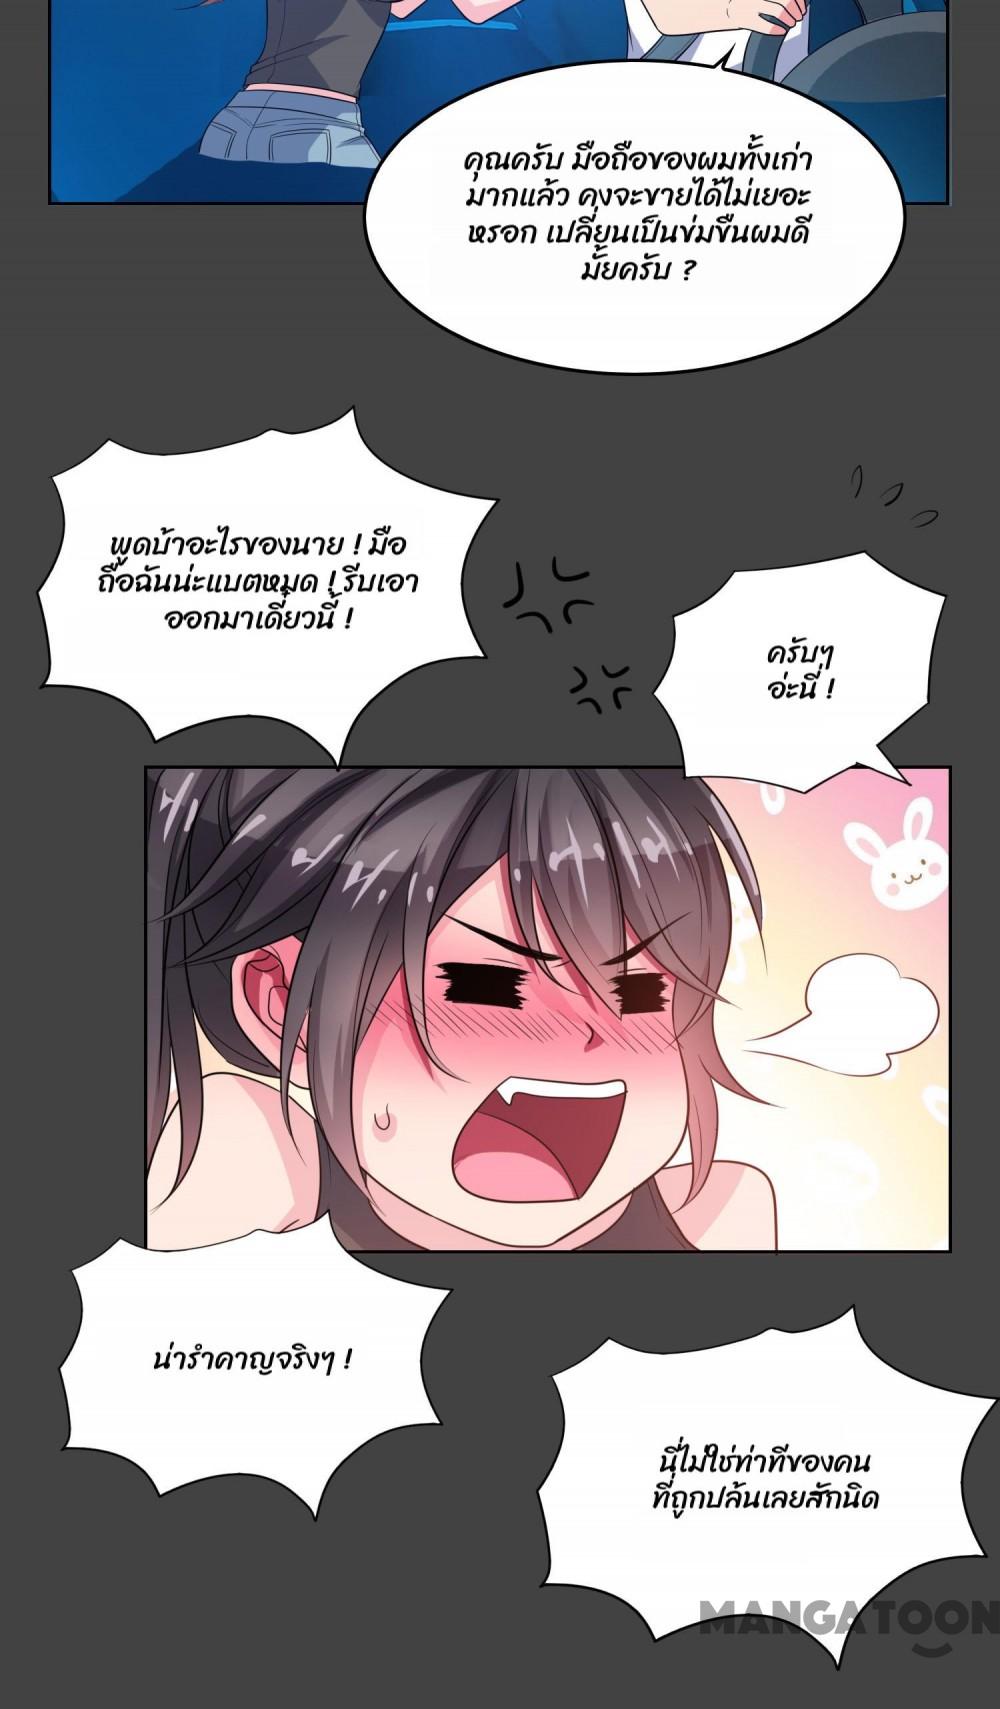 คุณครับ มือถือของผมทั้งเก่า
มากแล้ว คงจะขายได้ไม่เยอะ
หรอก เปลี่ยนเป็นข่มขืนผมดี
มั้ยครับ ?
พูดบ้าอะไรของนาย ! มือ
ถือฉันน่ะแบตหมด ! รีบเอา
ออกมาเดี๋ยวนี้ !
ครับๆ
อ่ะนี่ !
น่ารำคาญจริงๆ !
นี่ไม่ใช่ท่าทีของคน
ที่ถูกปล้นเลยสักนิด
MANGATOON